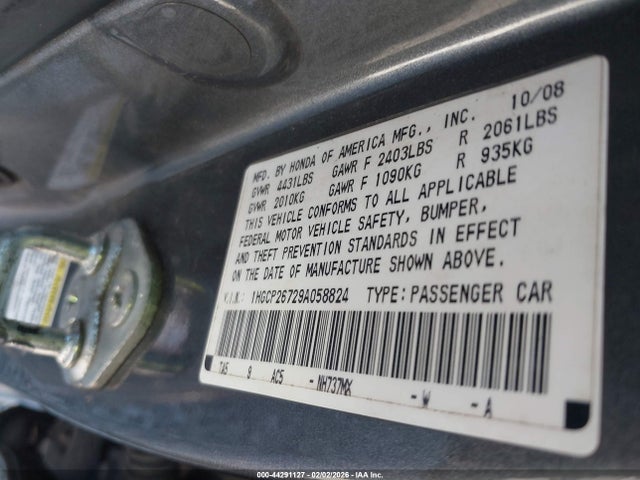 10/08
MFD. BY HONDA OF AMERICA MFG., INC.
GVWR 4431LBS GAWR F 2403LBS R 2061LBS
GVWR 2010KG GAWR F 1090KG R 935KG
THIS VEHICLE CONFORMS TO ALL APPLICABLE
FEDERAL MOTOR VEHICLE SAFETY, BUMPER,
AND THEFT PREVENTION STANDARDS IN EFFECT
ON THE DATE OF MANUFACTURE SHOWN ABOVE.
V.I.N.: 1HGCP26729A058824 TYPE: PASSENGER CAR
TA5 8 AC5 - NH737MX - W - A
000-44291127 - 02/02/2026 - IAA Inc.